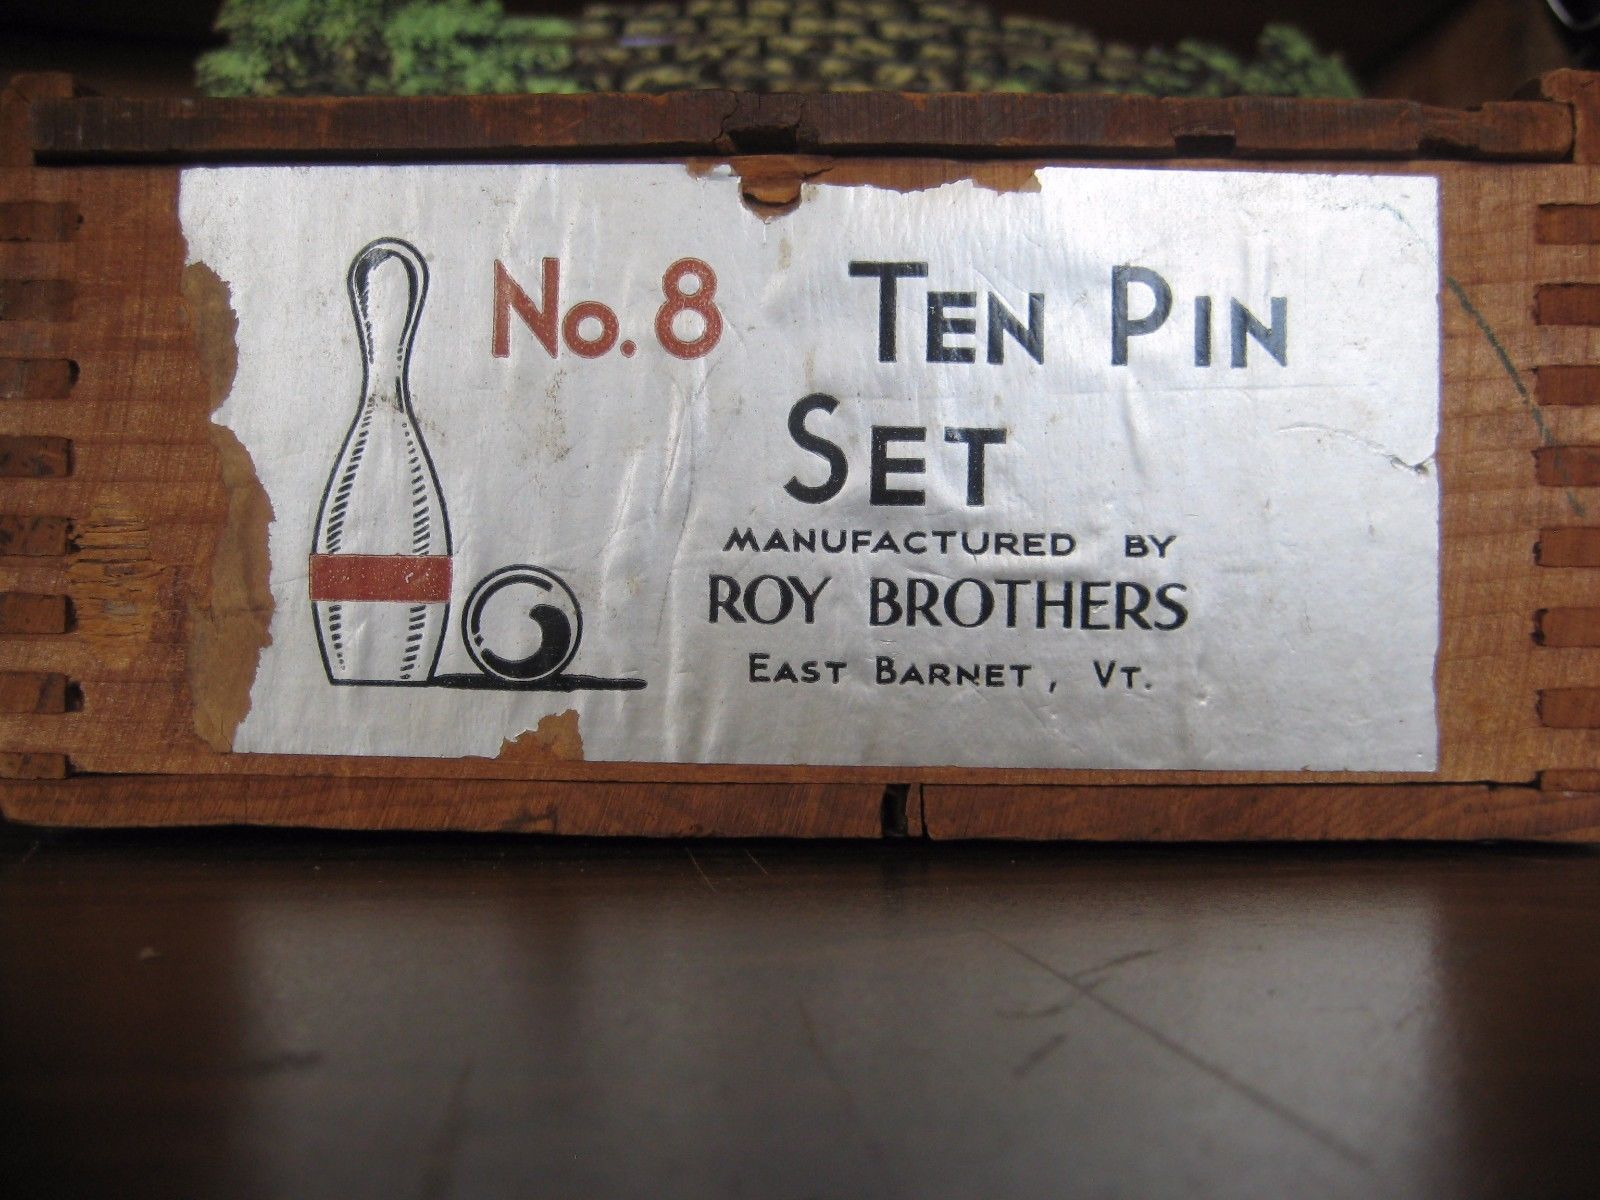 No. 8 TEN PIN
SET
MANUFACTURED BY
ROY BROTHERS
EAST BARNET, VT.